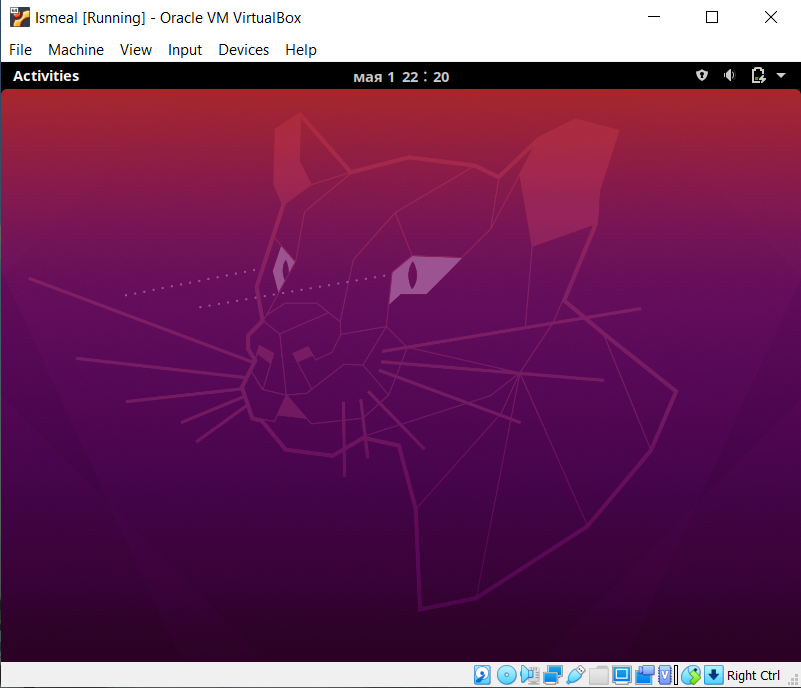 Ismeal [Running] - Oracle VM VirtualBox
File Machine View Input Devices Help
Activities мая 1 22:20
Right Ctrl